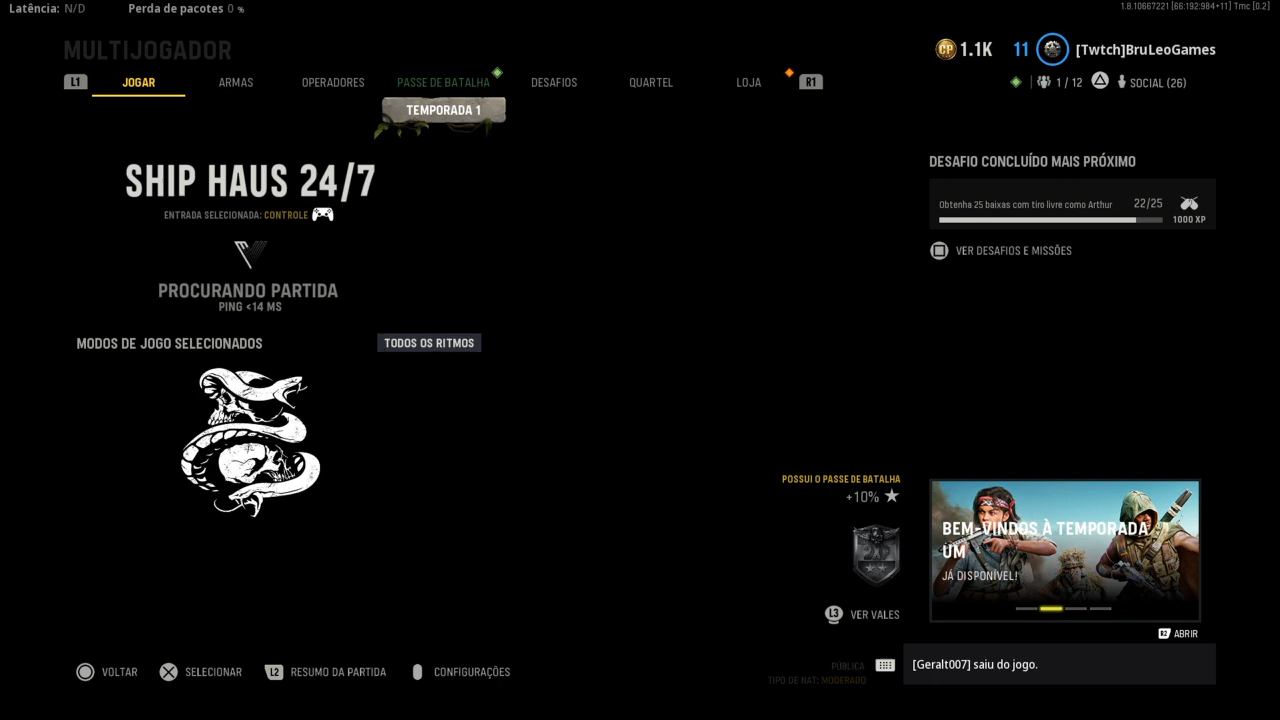 Latência: N/D
Perda de pacotes 0 %
1.8.10667221 [66:192:984+11] Tmc [0.2]
MULTIJOGADOR
CP 1.1K
11
[Twtch]BruLeoGames
L1
JOGAR
ARMAS
OPERADORES
PASSE DE BATALHA
DESAFIOS
QUARTEL
LOJA
R1
1 / 12
SOCIAL (26)
TEMPORADA 1
SHIP HAUS 24/7
ENTRADA SELECIONADA: CONTROLE
PROCURANDO PARTIDA
PING <14 MS
MODOS DE JOGO SELECIONADOS
TODOS OS RITMOS
DESAFIO CONCLUÍDO MAIS PRÓXIMO
Obtenha 25 baixas com tiro livre como Arthur
22/25
1000 XP
VER DESAFIOS E MISSÕES
POSSUI O PASSE DE BATALHA
+10%
2XP
L3 VER VALES
BEM-VINDOS À TEMPORADA
UM
JÁ DISPONÍVEL!
R2 ABRIR
VOLTAR
SELECIONAR
L2 RESUMO DA PARTIDA
CONFIGURAÇÕES
PÚBLICA
TIPO DE NAT: MODERADO
[Geralt007] saiu do jogo.